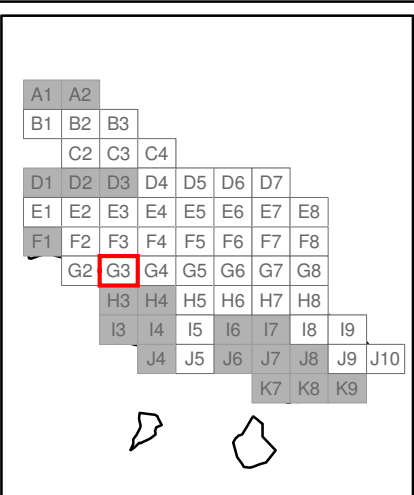 A1 A2
B1 B2 B3
C2 C3 C4
D1 D2 D3 D4 D5 D6 D7
E1 E2 E3 E4 E5 E6 E7 E8
F1 F2 F3 F4 F5 F6 F7 F8
G2 G3 G4 G5 G6 G7 G8
H3 H4 H5 H6 H7 H8
I3 I4 I5 I6 I7 I8 I9
J4 J5 J6 J7 J8 J9 J10
K7 K8 K9